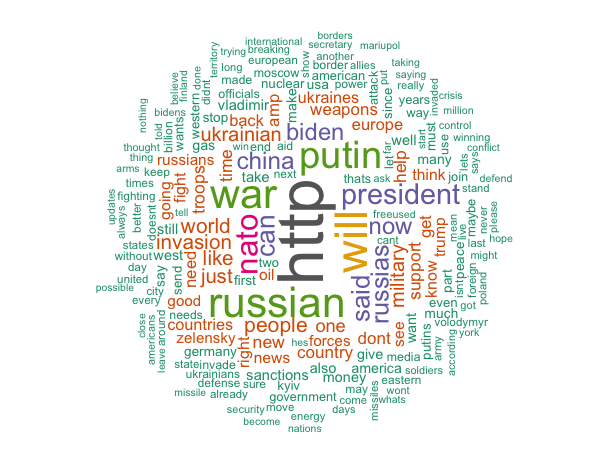 international borders
breaking secretary mariupol
trying european show another
long border allies taking
territory made moscow american put saying
believe finland done didnt officials nuclear usa power attack since really invaded
nothing bidens western vladimir make ukraines years crisis
told billion wants stop amp weapons way million
thought arms gas back europe must control
thing keep russians ukrainian biden well start use winning
time win end aid let far lets conflict
fighting going fight troops china putin help many says
times take next thats ask think join defend
updates better doesnt tell war president stand
always still world nato can http will now freeused get trump maybe never
states invasion cant know mean please
without west need like two russias military support isnt peace live last hope
day say send just oil first said part foreign might
united city russian even got poland
possible every good needs people one dont see much volodymyr
countries hes forces want putins york
close around zelensky right new country give media army according
americans leave germany news also america soldiers
state invade sanctions money eastern
ukrainians sure kyiv may wont
missile defense already government come missiles whats
security move days
become energy
nations